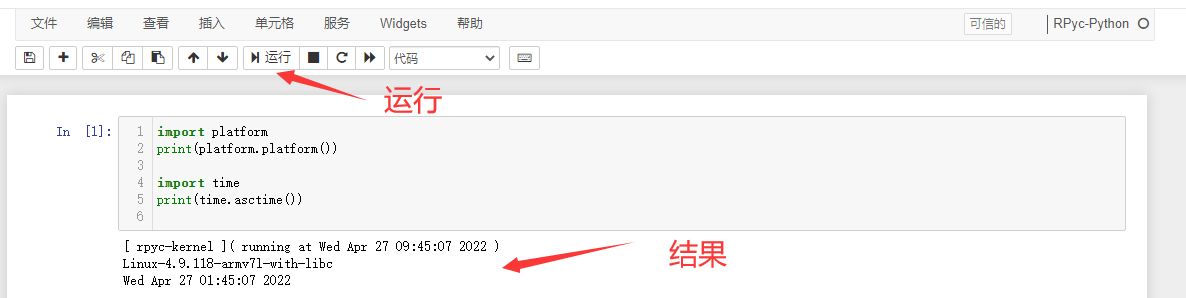 文件 编辑 查看 插入 单元格 服务 Widgets 帮助 可信的 RPyc-Python
运行 代码
运行
In [1]:
1 import platform
2 print(platform.platform())
3
4 import time
5 print(time.asctime())
6
[ rpyc-kernel ]( running at Wed Apr 27 09:45:07 2022 )
Linux-4.9.118-armv7l-with-libc
Wed Apr 27 01:45:07 2022
结果